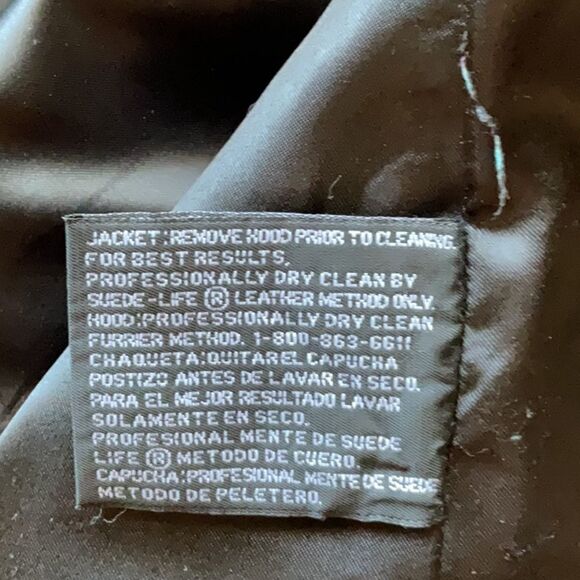 JACKET:REMOVE HOOD PRIOR TO CLEANING.
FOR BEST RESULTS,
PROFESSIONALLY DRY CLEAN BY
SUEDE-LIFE ® LEATHER METHOD ONLY.
HOOD:PROFESSIONALLY DRY CLEAN
FURRIER METHOD. 1-800-863-6611
CHAQUETA:QUITAR EL CAPUCHA
POSTIZO ANTES DE LAVAR EN SECO.
PARA EL MEJOR RESULTADO LAVAR
SOLAMENTE EN SECO.
PROFESIONAL MENTE DE SUEDE
LIFE ® METODO DE CUERO.
CAPUCHA:PROFESIONAL MENTE DE SUEDE
METODO DE PELETERO.